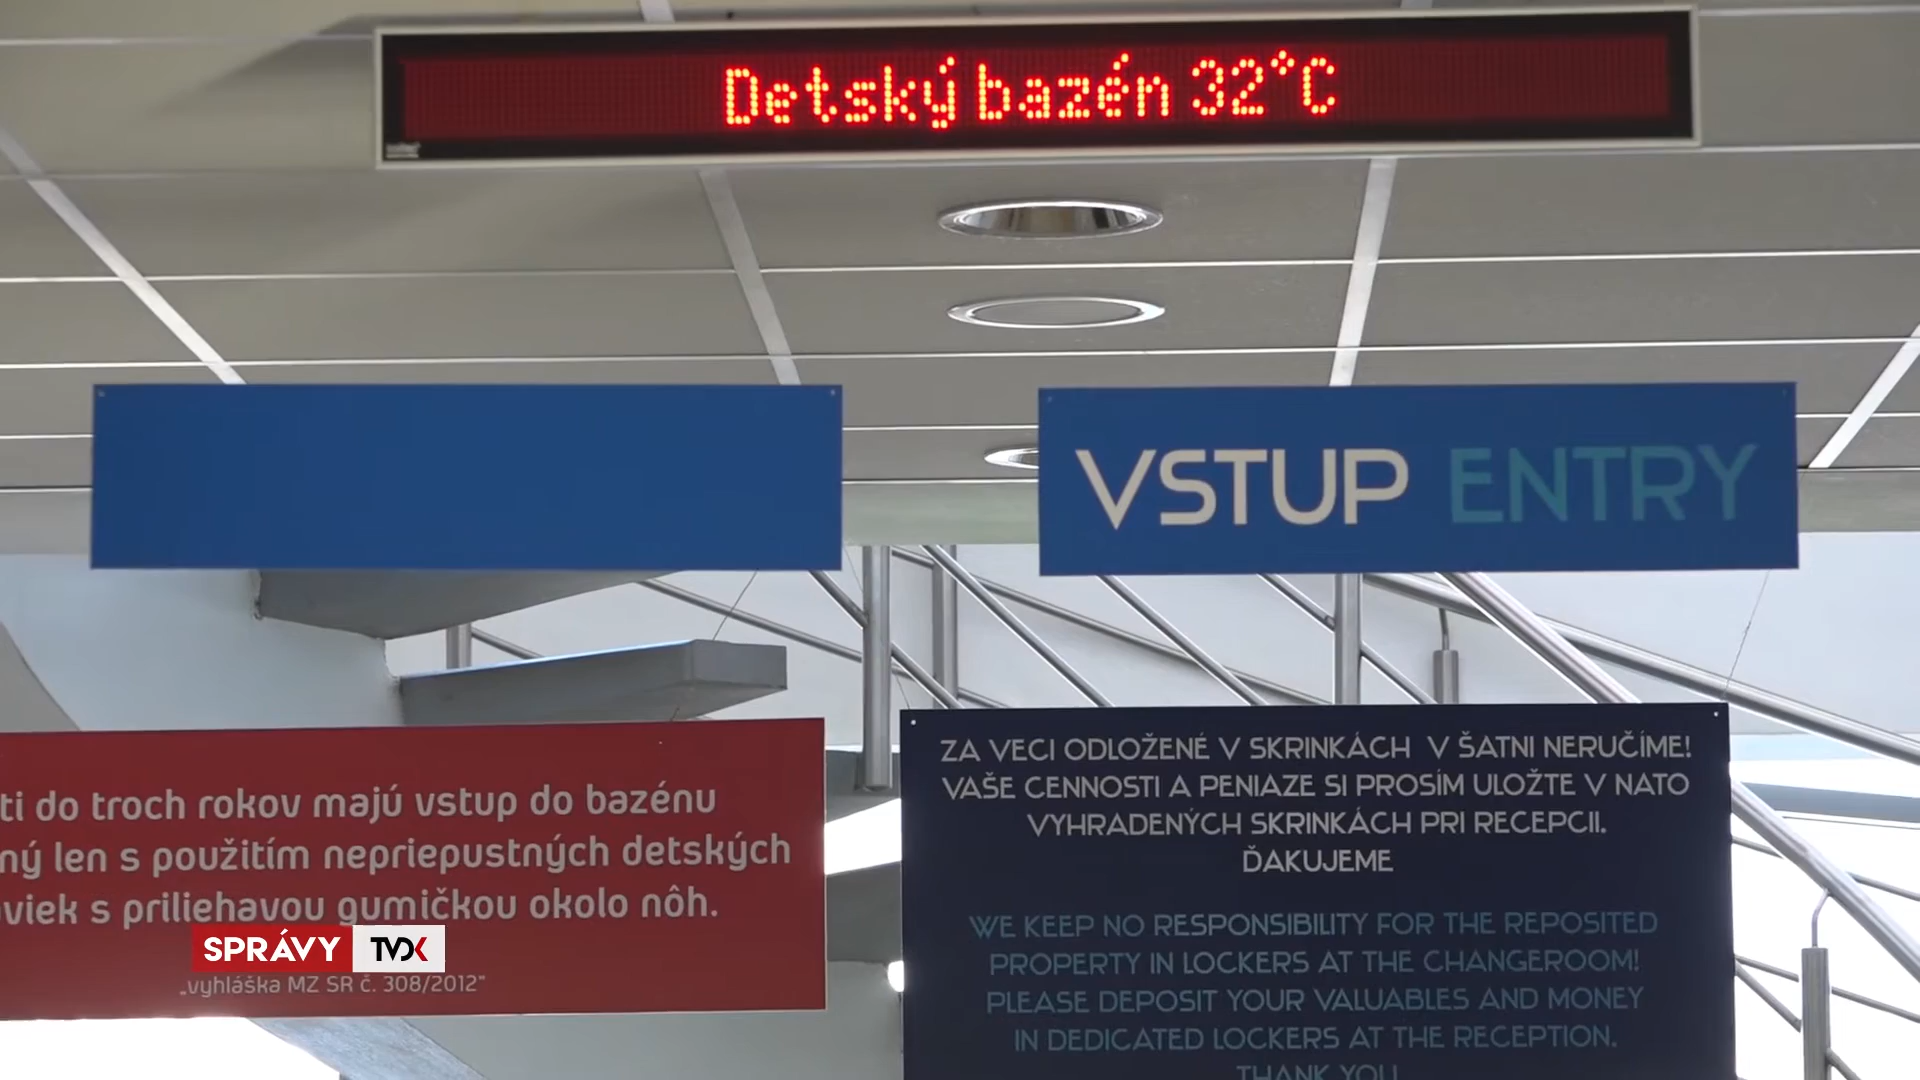 Detský bazén 32°C
VSTUP ENTRY
ti do troch rokov majú vstup do bazénu
ný len s použitím nepriepustných detských
viek s priliehavou gumičkou okolo nôh.
„vyhláška MZ SR č. 308/2012"
SPRÁVY TVDK
ZA VECI ODLOŽENÉ V SKRINKÁCH V ŠATNI NERUČÍME!
VAŠE CENNOSTI A PENIAZE SI PROSÍM ULOŽTE V NATO
VYHRADENÝCH SKRINKÁCH PRI RECEPCII.
ĎAKUJEME
WE KEEP NO RESPONSIBILITY FOR THE REPOSITED
PROPERTY IN LOCKERS AT THE CHANGEROOM!
PLEASE DEPOSIT YOUR VALUABLES AND MONEY
IN DEDICATED LOCKERS AT THE RECEPTION.
THANK YOU